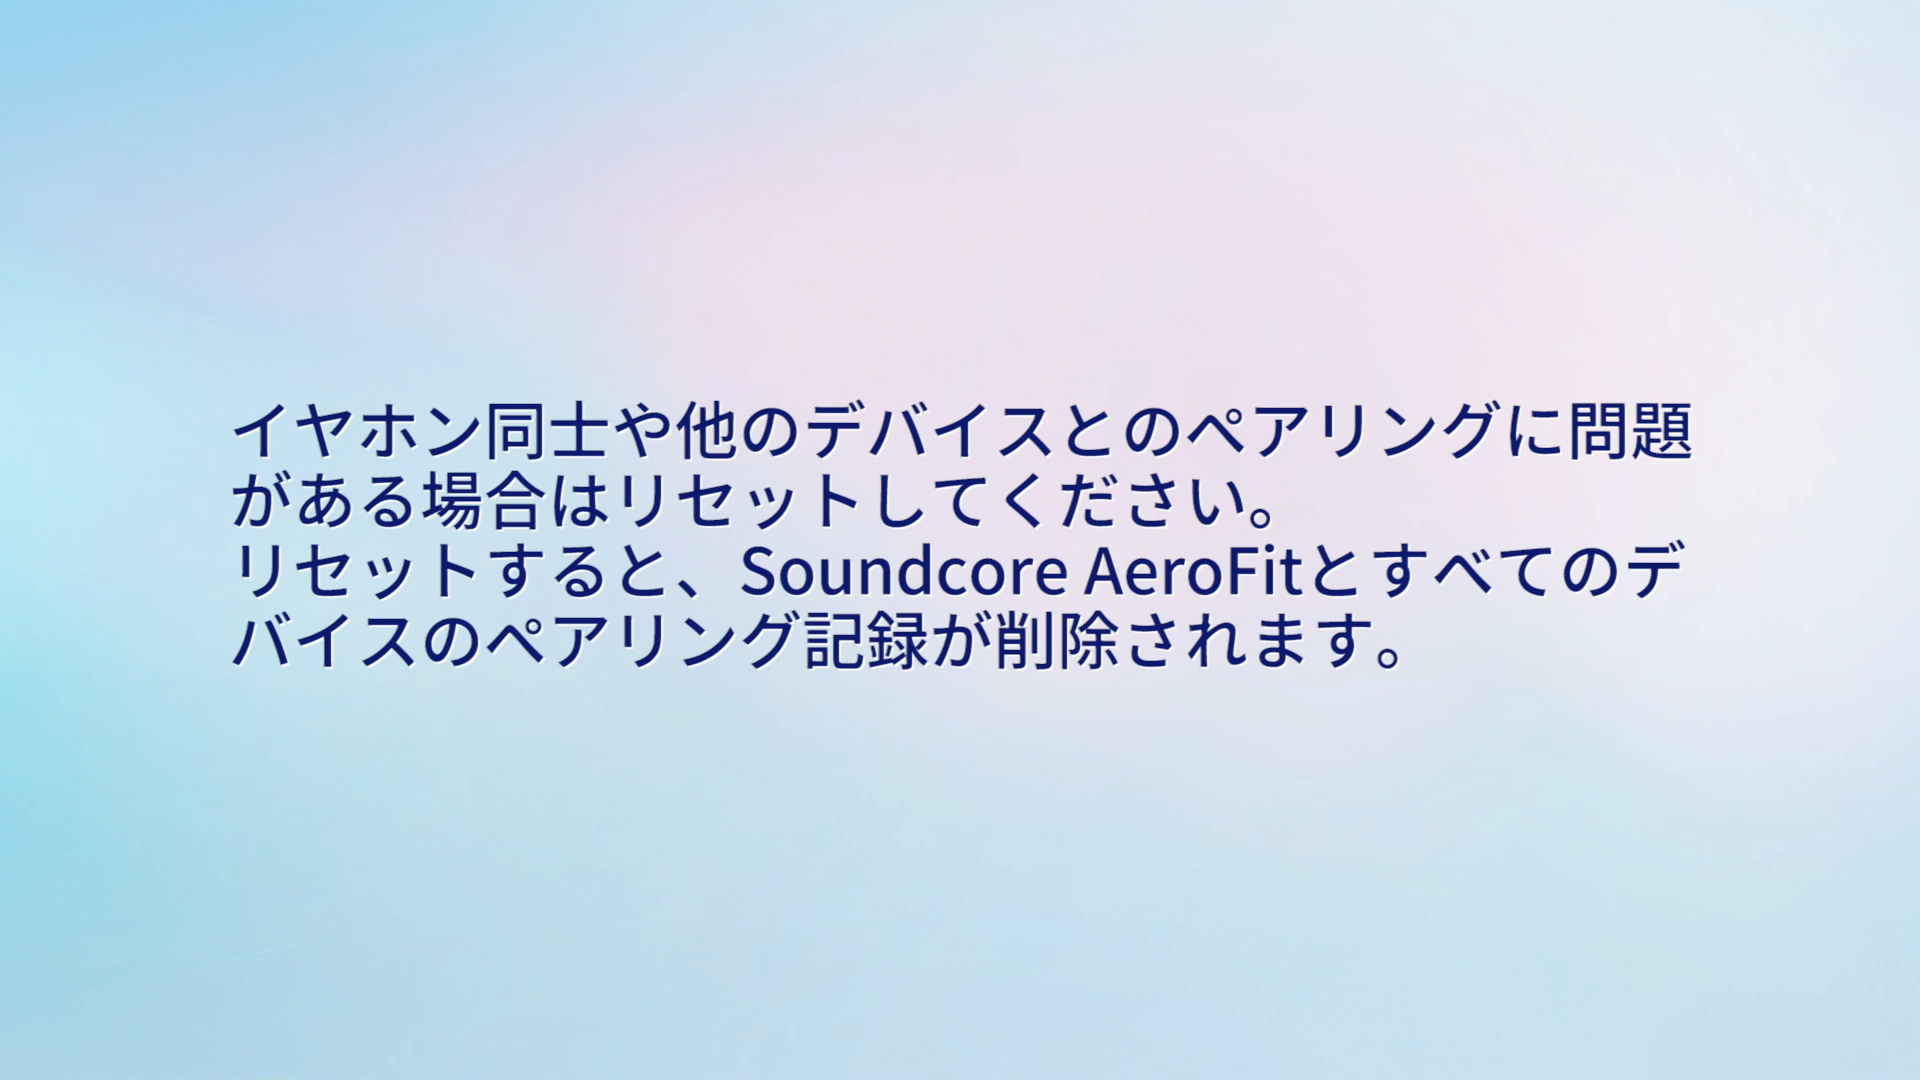 イヤホン同士や他のデバイスとのペアリングに問題
がある場合はリセットしてください。
リセットすると、Soundcore AeroFitとすべてのデ
バイスのペアリング記録が削除されます。